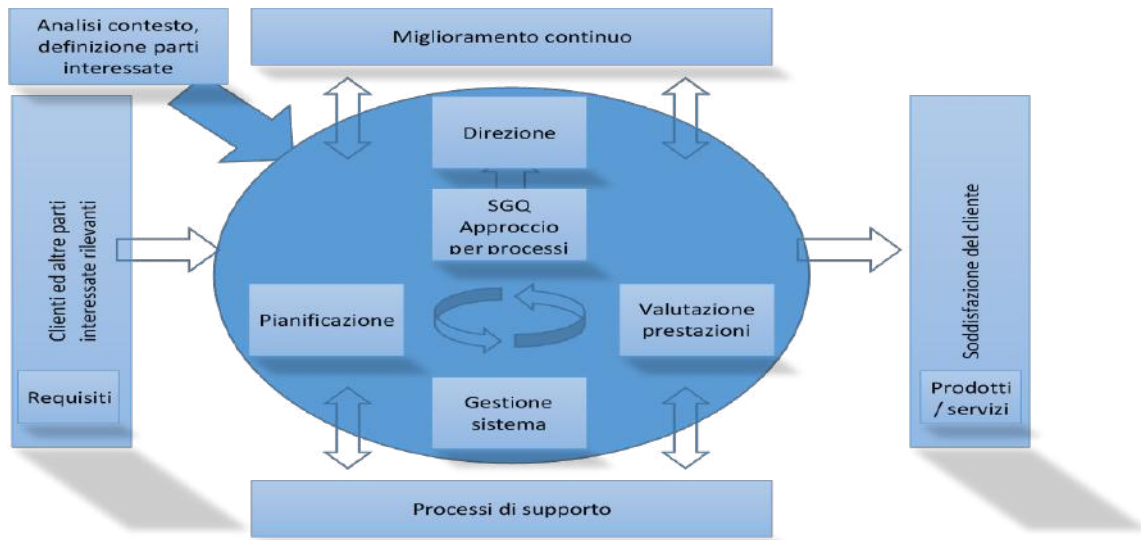 Analisi contesto,
definizione parti
interessate
Miglioramento continuo
Direzione
SGQ
Approccio
per processi
Clienti ed altre parti
interessate rilevanti
Pianificazione
Valutazione
prestazioni
Soddisfazione del cliente
Requisiti
Gestione
sistema
Prodotti
/ servizi
Processi di supporto